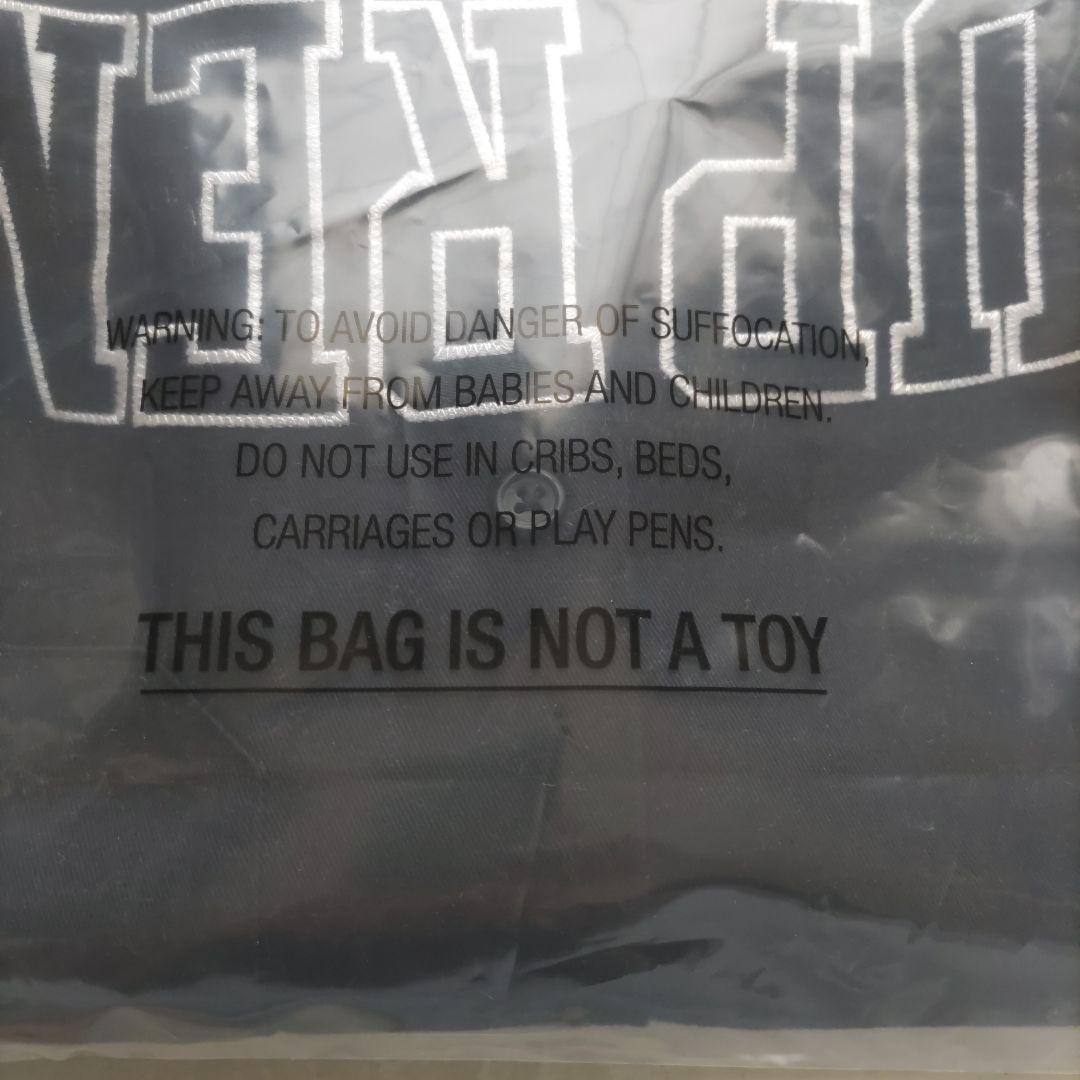 WARNING: TO AVOID DANGER OF SUFFOCATION,
KEEP AWAY FROM BABIES AND CHILDREN.
DO NOT USE IN CRIBS, BEDS,
CARRIAGES OR PLAY PENS.
THIS BAG IS NOT A TOY